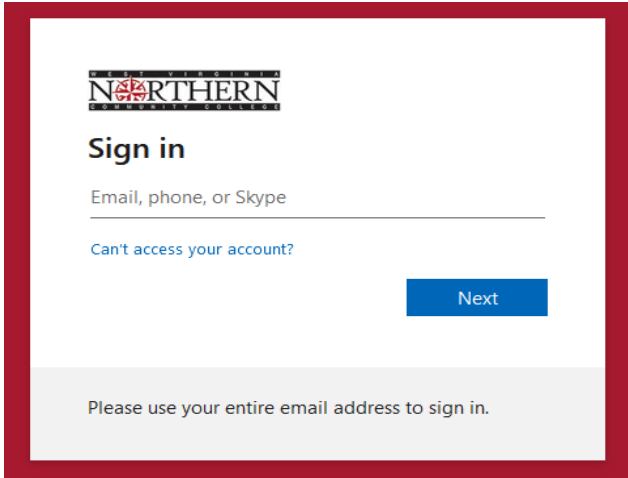 WEST VIRGINIA
NORTHERN
COMMUNITY COLLEGE
Sign in
Email, phone, or Skype
Can't access your account?
Next
Please use your entire email address to sign in.